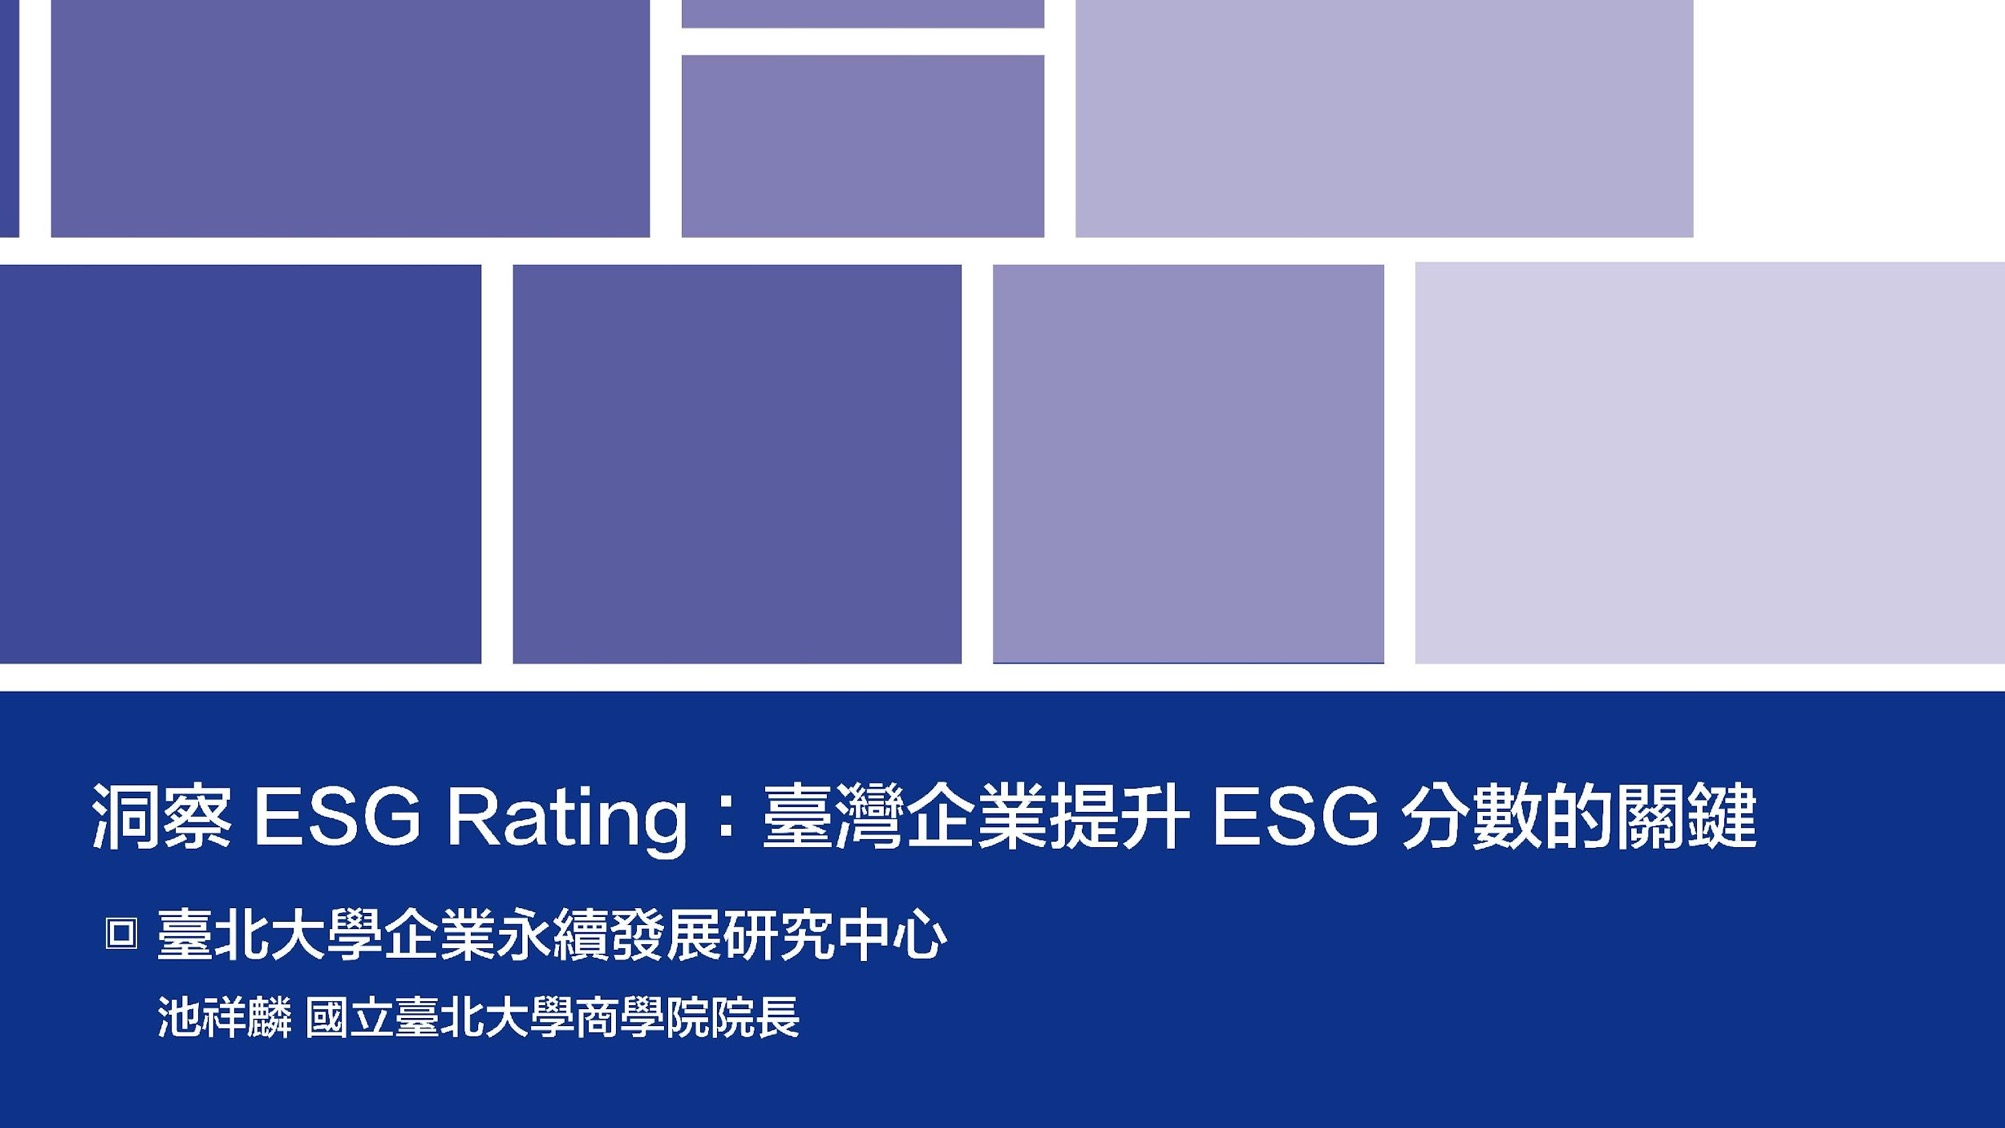 洞察 ESG Rating：臺灣企業提升 ESG 分數的關鍵
臺北大學企業永續發展研究中心
池祥麟 國立臺北大學商學院院長